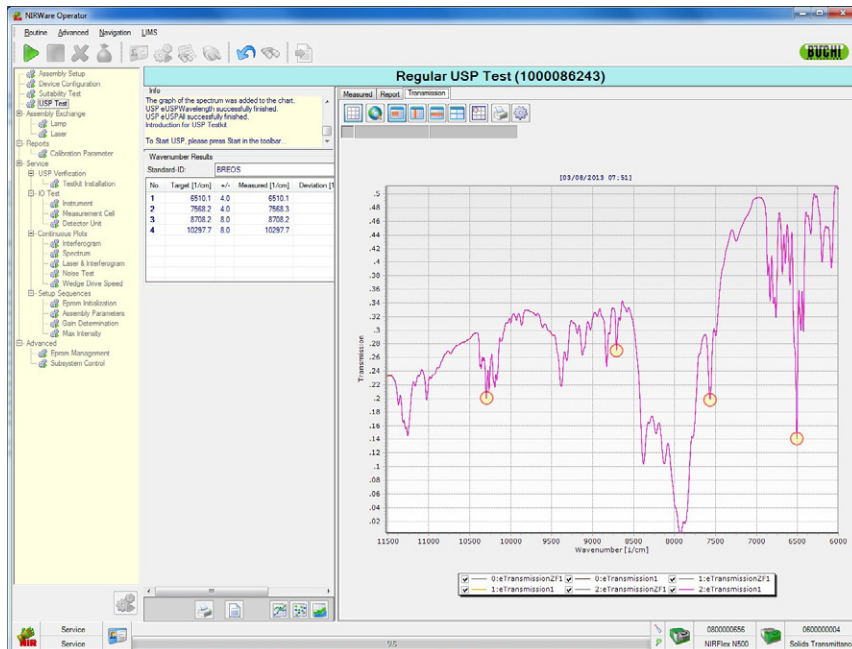 NIRWare Operator
Routine Advanced Navigation LIMS
BUCHI
Assembly Setup
Device Configuration
Suitability Test
USP Test
Assembly Exchange
Lamp
Laser
Reports
Calibration Parameter
Service
USP Verification
Testkit Installation
IO Test
Instrument
Measurement Cell
Detector Unit
Continuous Plots
Interferogram
Spectrum
Laser & Interferogram
Noise Test
Wedge Drive Speed
Setup Sequences
Eprom Initialization
Assembly Parameters
Gain Determination
Max Intensity
Advanced
Eprom Management
Subsystem Control
Regular USP Test (1000086243)
Info
The graph of the spectrum was added to the chart.
USP eUSPWavelength successfully finished.
USP eUSPAll successfully finished.
Introduction for USP Testkit
To Start USP, please press Start in the toolbar...
Wavenumber Results
Standard-ID: BREOS
No. Target [1/cm] +/- Measured [1/cm] Deviation [1
1 6510.1 4.0 6510.1
2 7568.2 4.0 7568.3
3 8708.2 8.0 8708.2
4 10297.7 8.0 10297.7
Measured Report Transmission
[03/08/2013 07:51]
Transmission
.5
.48
.46
.44
.42
.4
.38
.36
.34
.32
.3
.28
.26
.24
.22
.2
.18
.16
.14
.12
.1
.08
.06
.04
.02
11500 11000 10500 10000 9500 9000 8500 8000 7500 7000 6500 6000
Wavenumber [1/cm]
0:eTransmissionZF1 0:eTransmission1 1:eTransmissionZF1
1:eTransmission1 2:eTransmissionZF1 2:eTransmission1
NIR
Service
Service
0800000656
NIRFlex N500
0600000004
Solids Transmittanc